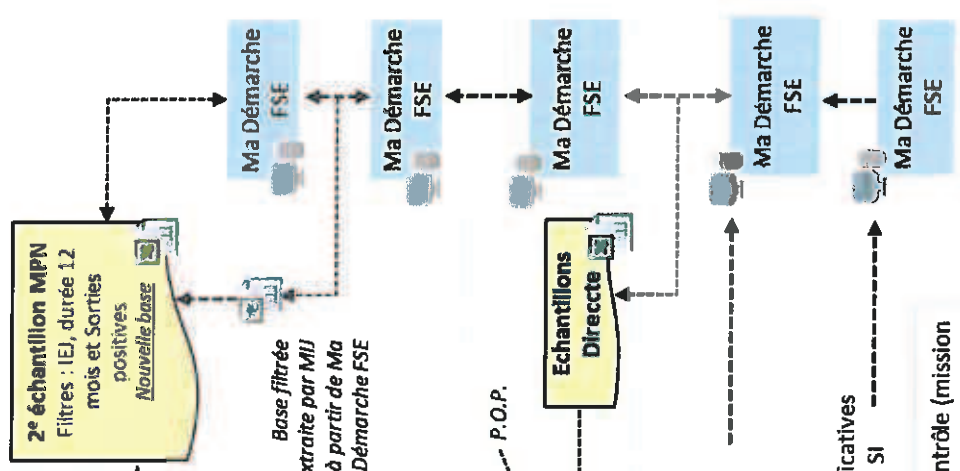 2e échantillon MPN
Filtres : IEJ, durée 12
mois et Sorties
positives
Nouvelle base
Ma Démarche
FSE
Base filtrée
xtraite par MIJ
à partir de Ma
Démarche FSE
Ma Démarche
FSE
P.O.P.
Ma Démarche
FSE
Echantillons
Direccte
Ma Démarche
FSE
icatives
SI
Ma Démarche
FSE
ntrôle (mission